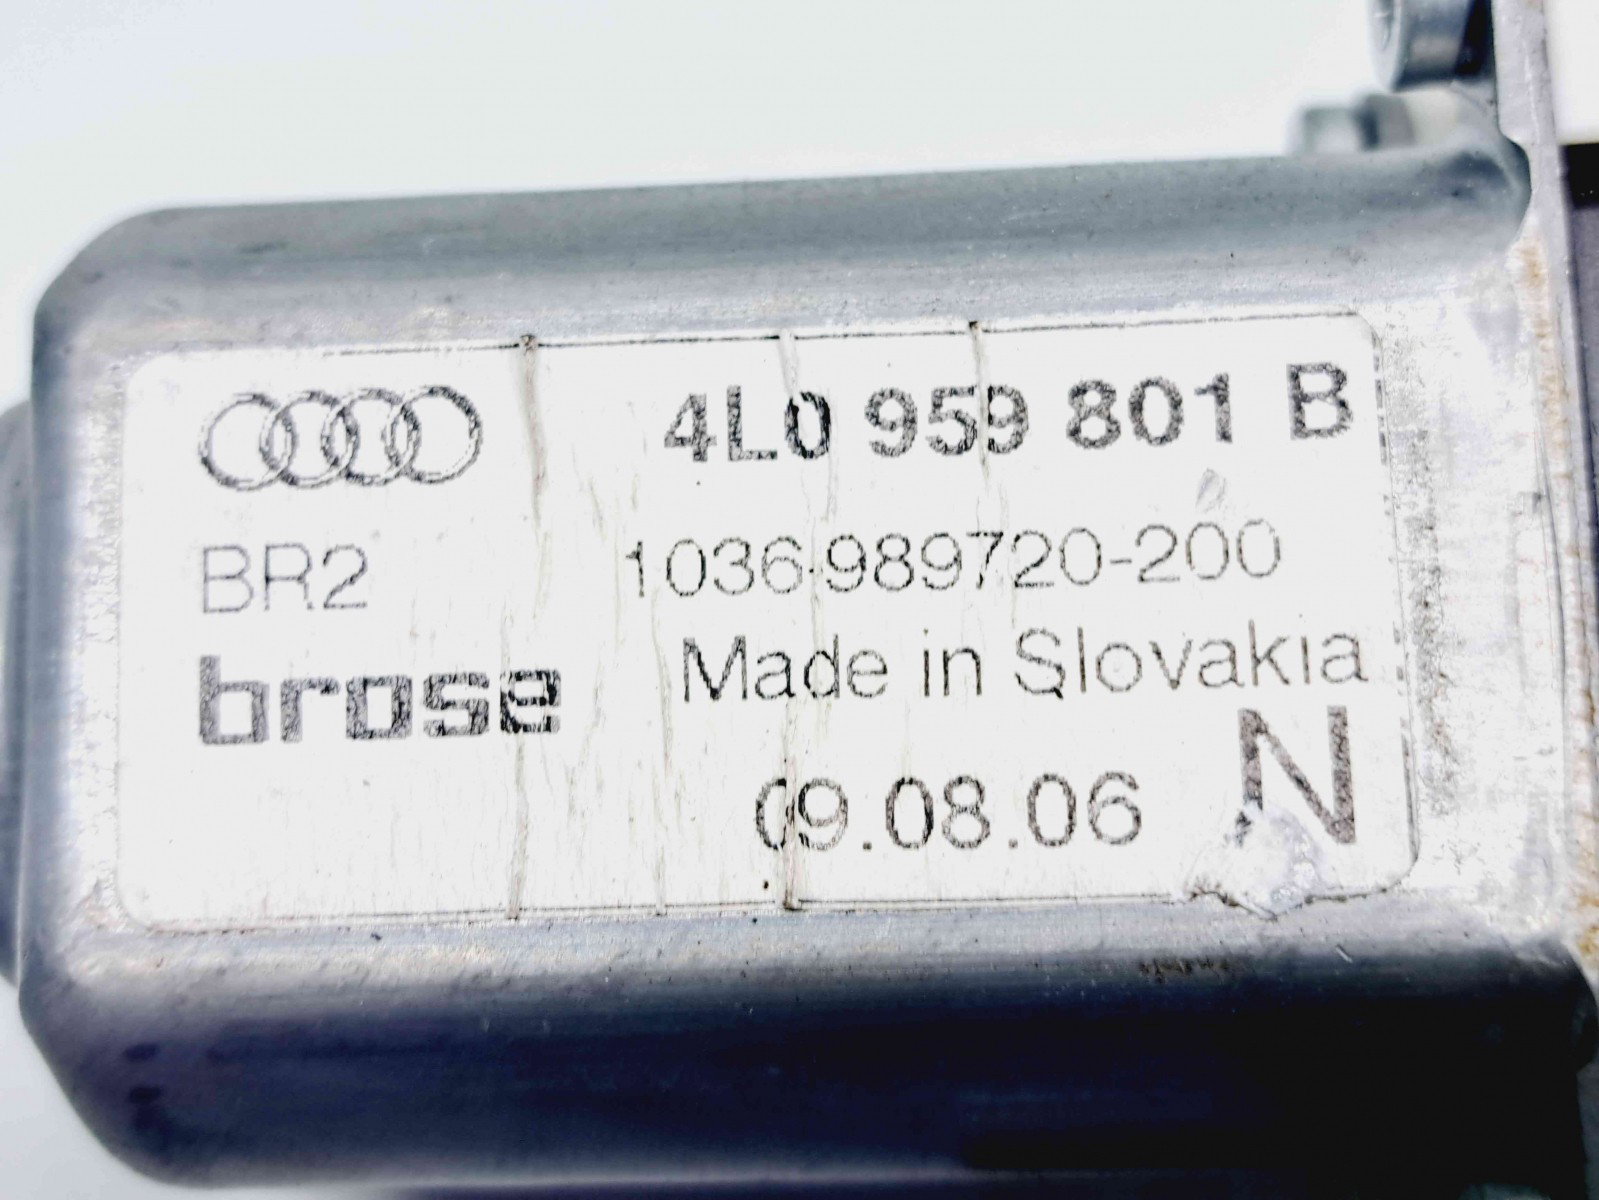 4L0 959 801 B
BR2 1036 989720-200
brose Made in Slovakia
09.08.06 N